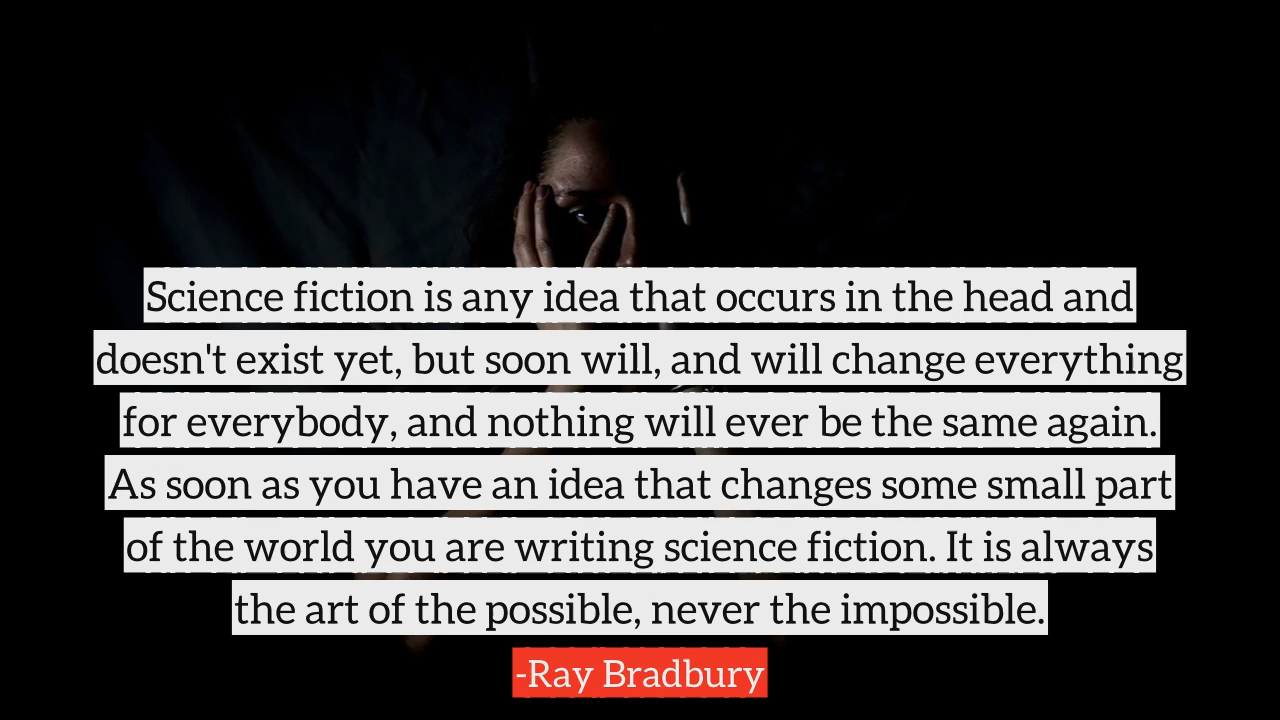 Science fiction is any idea that occurs in the head and
doesn't exist yet, but soon will, and will change everything
for everybody, and nothing will ever be the same again.
As soon as you have an idea that changes some small part
of the world you are writing science fiction. It is always
the art of the possible, never the impossible.
-Ray Bradbury